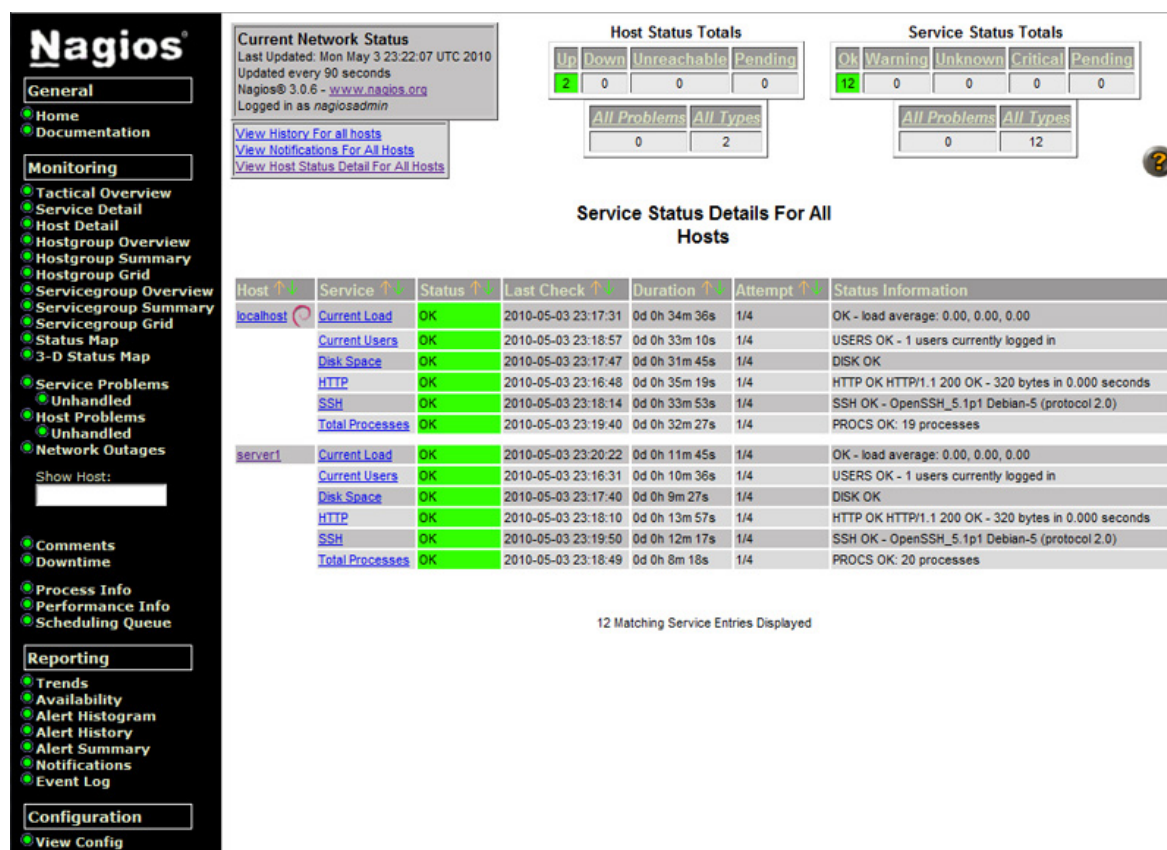 Nagios®
General
Home
Documentation
Monitoring
Tactical Overview
Service Detail
Host Detail
Hostgroup Overview
Hostgroup Summary
Hostgroup Grid
Servicegroup Overview
Servicegroup Summary
Servicegroup Grid
Status Map
3-D Status Map
Service Problems
Unhandled
Host Problems
Unhandled
Network Outages
Show Host:
Comments
Downtime
Process Info
Performance Info
Scheduling Queue
Reporting
Trends
Availability
Alert Histogram
Alert History
Alert Summary
Notifications
Event Log
Configuration
View Config
Current Network Status
Last Updated: Mon May 3 23:22:07 UTC 2010
Updated every 90 seconds
Nagios® 3.0.6 - www.nagios.org
Logged in as nagiosadmin
View History For all hosts
View Notifications For All Hosts
View Host Status Detail For All Hosts
Host Status Totals
Up Down Unreachable Pending
2 0 0 0
All Problems All Types
0 2
Service Status Totals
Ok Warning Unknown Critical Pending
12 0 0 0 0
All Problems All Types
0 12
?
Service Status Details For All
Hosts
Host Service Status Last Check Duration Attempt Status Information
localhost Current Load OK 2010-05-03 23:17:31 0d 0h 34m 36s 1/4 OK - load average: 0.00, 0.00, 0.00
Current Users OK 2010-05-03 23:18:57 0d 0h 33m 10s 1/4 USERS OK - 1 users currently logged in
Disk Space OK 2010-05-03 23:17:47 0d 0h 31m 45s 1/4 DISK OK
HTTP OK 2010-05-03 23:16:48 0d 0h 35m 19s 1/4 HTTP OK HTTP/1.1 200 OK - 320 bytes in 0.000 seconds
SSH OK 2010-05-03 23:18:14 0d 0h 33m 53s 1/4 SSH OK - OpenSSH_5.1p1 Debian-5 (protocol 2.0)
Total Processes OK 2010-05-03 23:19:40 0d 0h 32m 27s 1/4 PROCS OK: 19 processes
server1 Current Load OK 2010-05-03 23:20:22 0d 0h 11m 45s 1/4 OK - load average: 0.00, 0.00, 0.00
Current Users OK 2010-05-03 23:16:31 0d 0h 10m 36s 1/4 USERS OK - 1 users currently logged in
Disk Space OK 2010-05-03 23:17:40 0d 0h 9m 27s 1/4 DISK OK
HTTP OK 2010-05-03 23:18:10 0d 0h 13m 57s 1/4 HTTP OK HTTP/1.1 200 OK - 320 bytes in 0.000 seconds
SSH OK 2010-05-03 23:19:50 0d 0h 12m 17s 1/4 SSH OK - OpenSSH_5.1p1 Debian-5 (protocol 2.0)
Total Processes OK 2010-05-03 23:18:49 0d 0h 8m 18s 1/4 PROCS OK: 20 processes
12 Matching Service Entries Displayed